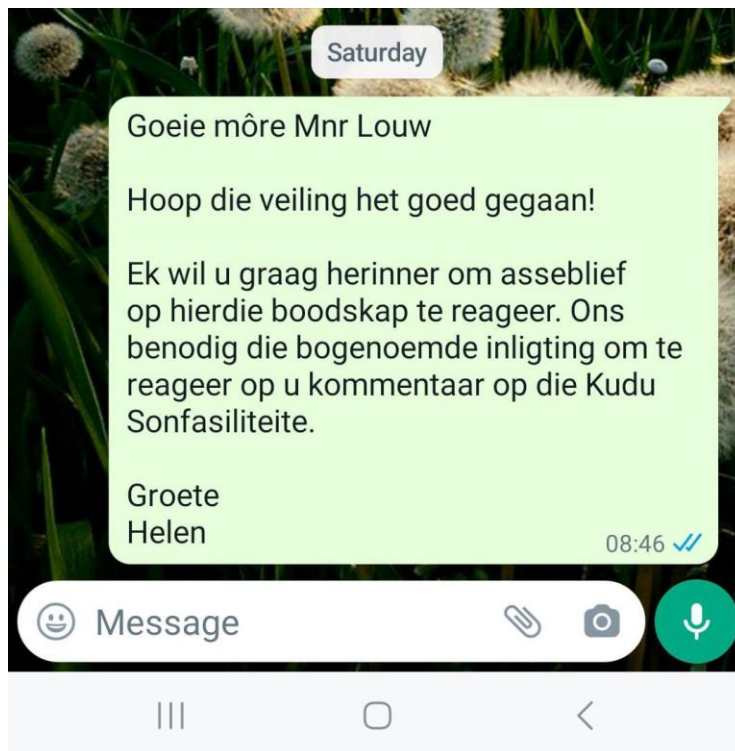 Saturday
Goeie môre Mnr Louw
Hoop die veiling het goed gegaan!
Ek wil u graag herinner om asseblief
op hierdie boodskap te reageer. Ons
benodig die bogenoemde inligting om te
reageer op u kommentaar op die Kudu
Sonfasiliteite.
Groete
Helen
08:46
Message